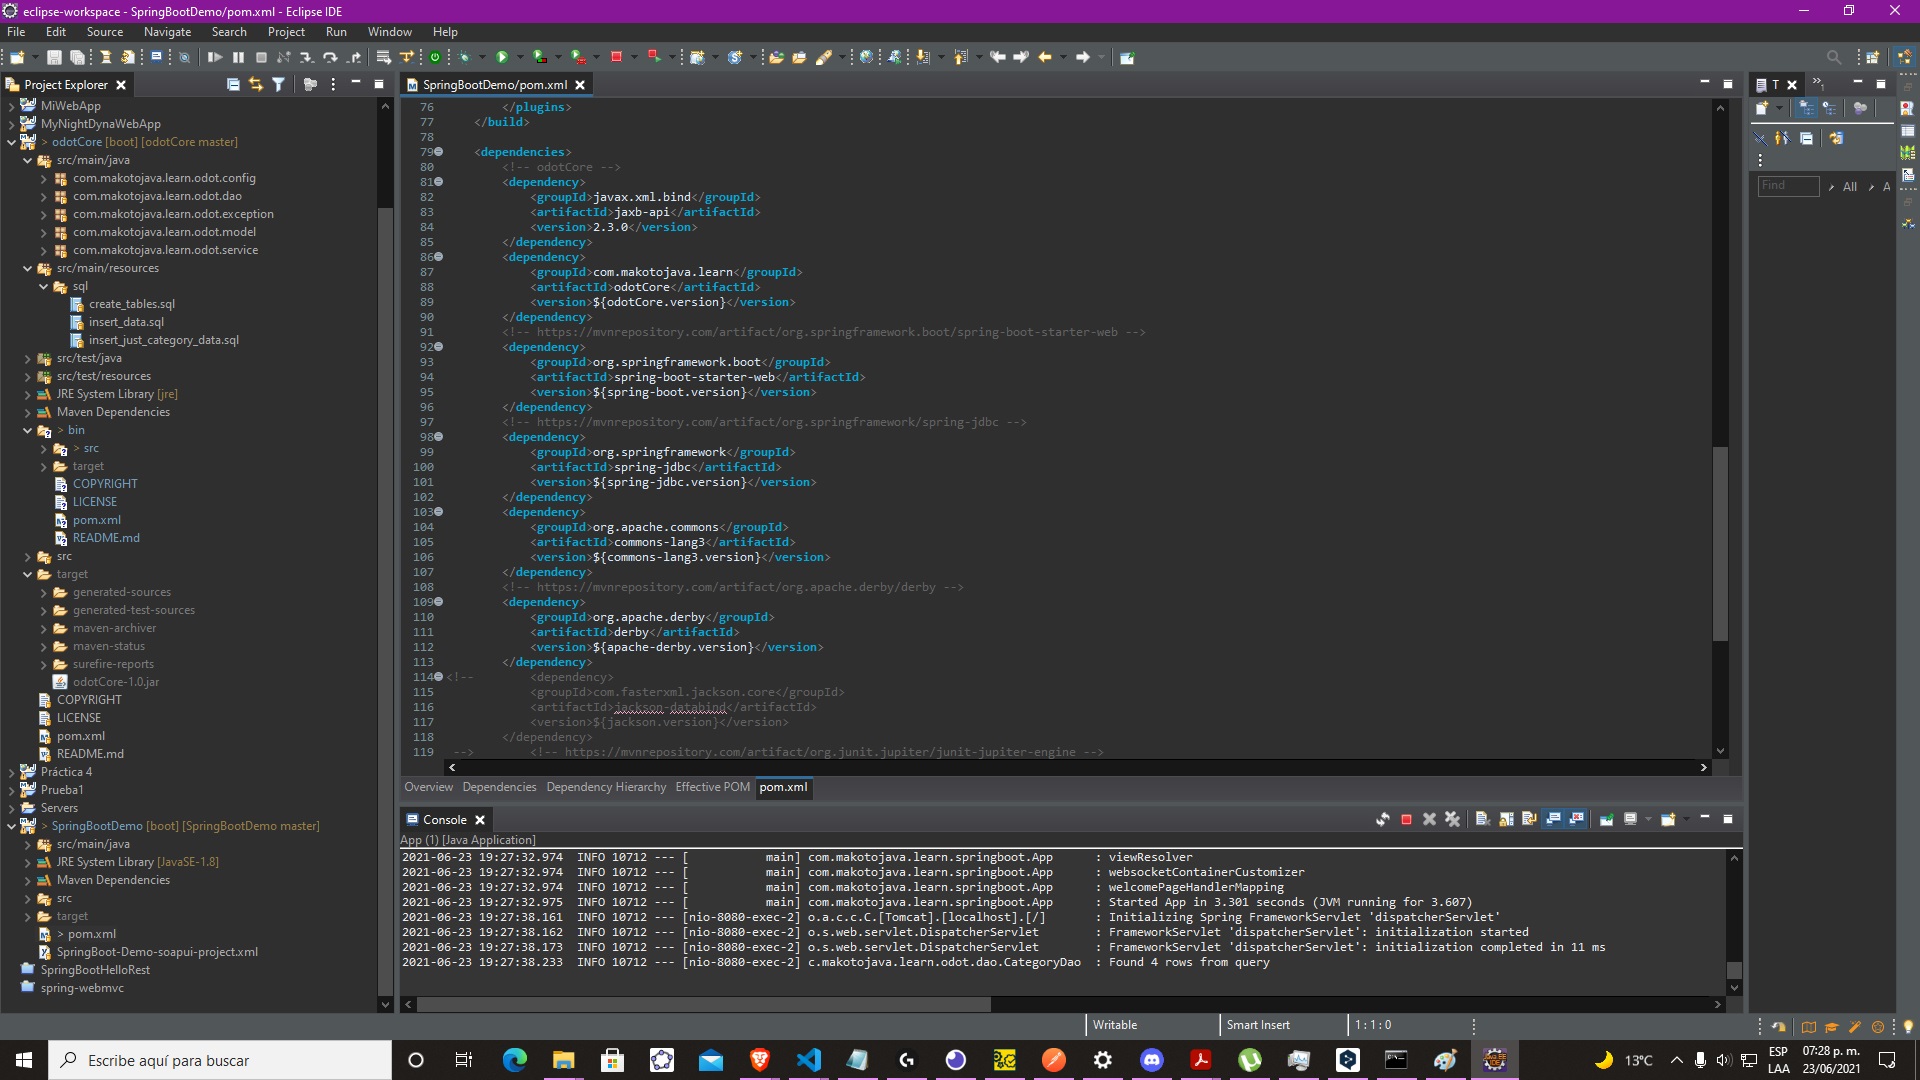 eclipse-workspace - SpringBootDemo/pom.xml - Eclipse IDE
File Edit Source Navigate Search Project Run Window Help
Project Explorer
MiWebApp
MyNightDynaWebApp
> odotCore [boot] [odotCore master]
src/main/java
com.makotojava.learn.odot.config
com.makotojava.learn.odot.dao
com.makotojava.learn.odot.exception
com.makotojava.learn.odot.model
com.makotojava.learn.odot.service
src/main/resources
sql
create_tables.sql
insert_data.sql
insert_just_category_data.sql
src/test/java
src/test/resources
JRE System Library [jre]
Maven Dependencies
> bin
> src
target
COPYRIGHT
LICENSE
pom.xml
README.md
src
target
generated-sources
generated-test-sources
maven-archiver
maven-status
surefire-reports
odotCore-1.0.jar
COPYRIGHT
LICENSE
pom.xml
README.md
Práctica 4
Prueba1
Servers
> SpringBootDemo [boot] [SpringBootDemo master]
src/main/java
JRE System Library [JavaSE-1.8]
Maven Dependencies
src
target
> pom.xml
SpringBoot-Demo-soapui-project.xml
SpringBootHelloRest
spring-webmvc
SpringBootDemo/pom.xml
76 </plugins>
77 </build>
78
79 <dependencies>
80 <!-- odotCore -->
81 <dependency>
82 <groupId>javax.xml.bind</groupId>
83 <artifactId>jaxb-api</artifactId>
84 <version>2.3.0</version>
85 </dependency>
86 <dependency>
87 <groupId>com.makotojava.learn</groupId>
88 <artifactId>odotCore</artifactId>
89 <version>${odotCore.version}</version>
90 </dependency>
91 <!-- https://mvnrepository.com/artifact/org.springframework.boot/spring-boot-starter-web -->
92 <dependency>
93 <groupId>org.springframework.boot</groupId>
94 <artifactId>spring-boot-starter-web</artifactId>
95 <version>${spring-boot.version}</version>
96 </dependency>
97 <!-- https://mvnrepository.com/artifact/org.springframework/spring-jdbc -->
98 <dependency>
99 <groupId>org.springframework</groupId>
100 <artifactId>spring-jdbc</artifactId>
101 <version>${spring-jdbc.version}</version>
102 </dependency>
103 <dependency>
104 <groupId>org.apache.commons</groupId>
105 <artifactId>commons-lang3</artifactId>
106 <version>${commons-lang3.version}</version>
107 </dependency>
108 <!-- https://mvnrepository.com/artifact/org.apache.derby/derby -->
109 <dependency>
110 <groupId>org.apache.derby</groupId>
111 <artifactId>derby</artifactId>
112 <version>${apache-derby.version}</version>
113 </dependency>
114 <!-- <dependency>
115 <groupId>com.fasterxml.jackson.core</groupId>
116 <artifactId>jackson-databind</artifactId>
117 <version>${jackson.version}</version>
118 </dependency>
119 --> <!-- https://mvnrepository.com/artifact/org.junit.jupiter/junit-jupiter-engine -->
Overview Dependencies Dependency Hierarchy Effective POM pom.xml
Console
App (1) [Java Application]
2021-06-23 19:27:32.974 INFO 10712 --- [ main] com.makotojava.learn.springboot.App : viewResolver
2021-06-23 19:27:32.974 INFO 10712 --- [ main] com.makotojava.learn.springboot.App : websocketContainerCustomizer
2021-06-23 19:27:32.974 INFO 10712 --- [ main] com.makotojava.learn.springboot.App : welcomePageHandlerMapping
2021-06-23 19:27:32.975 INFO 10712 --- [ main] com.makotojava.learn.springboot.App : Started App in 3.301 seconds (JVM running for 3.607)
2021-06-23 19:27:38.161 INFO 10712 --- [nio-8080-exec-2] o.a.c.c.C.[Tomcat].[localhost].[/] : Initializing Spring FrameworkServlet 'dispatcherServlet'
2021-06-23 19:27:38.162 INFO 10712 --- [nio-8080-exec-2] o.s.web.servlet.DispatcherServlet : FrameworkServlet 'dispatcherServlet': initialization started
2021-06-23 19:27:38.173 INFO 10712 --- [nio-8080-exec-2] o.s.web.servlet.DispatcherServlet : FrameworkServlet 'dispatcherServlet': initialization completed in 11 ms
2021-06-23 19:27:38.233 INFO 10712 --- [nio-8080-exec-2] c.makotojava.learn.odot.dao.CategoryDao : Found 4 rows from query
T
Find All A
Writable Smart Insert 1 : 1 : 0
Escribe aquí para buscar
13°C
ESP
LAA
07:28 p. m.
23/06/2021